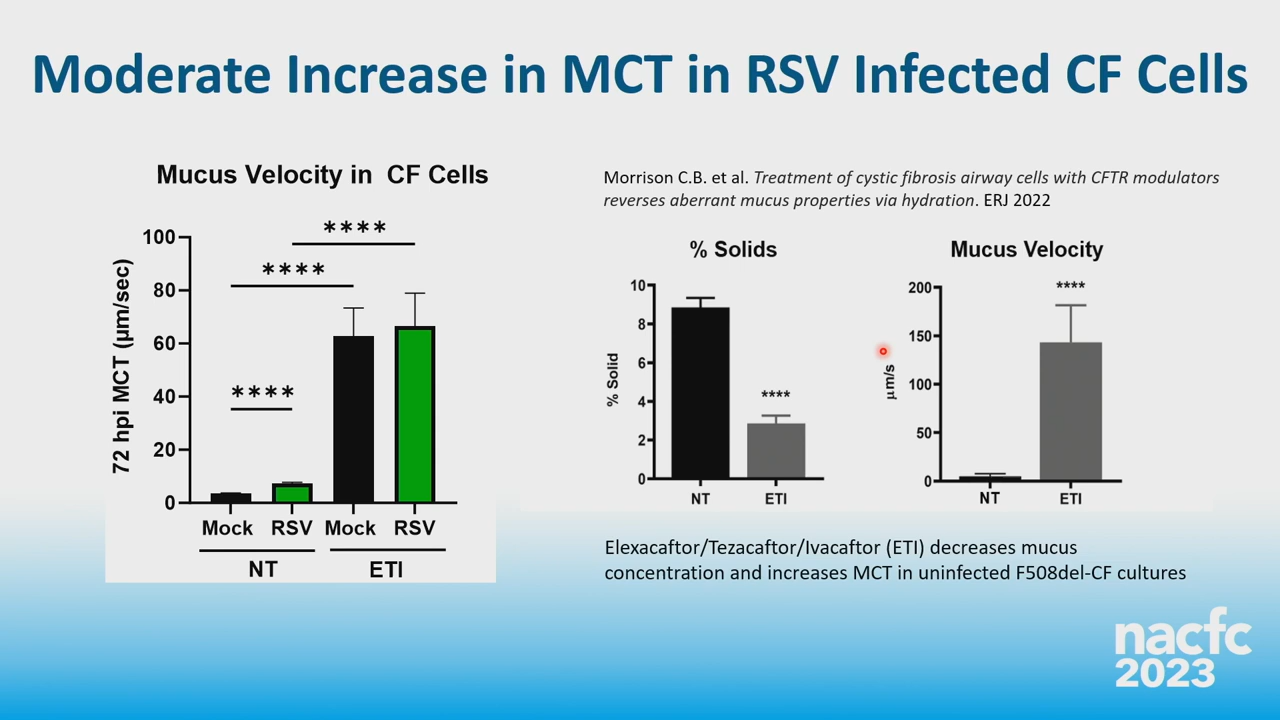 Moderate Increase in MCT in RSV Infected CF Cells
Mucus Velocity in CF Cells
72 hpi MCT (µm/sec)
100
80
60
40
20
0
****
****
****
Mock RSV Mock RSV
NT ETI
Morrison C.B. et al. Treatment of cystic fibrosis airway cells with CFTR modulators
reverses aberrant mucus properties via hydration. ERJ 2022
% Solids
% Solid
10
8
6
4
2
0
****
NT ETI
Mucus Velocity
µm/s
200
150
100
50
0
****
NT ETI
Elexacaftor/Tezacaftor/Ivacaftor (ETI) decreases mucus
concentration and increases MCT in uninfected F508del-CF cultures
nacfc
2023